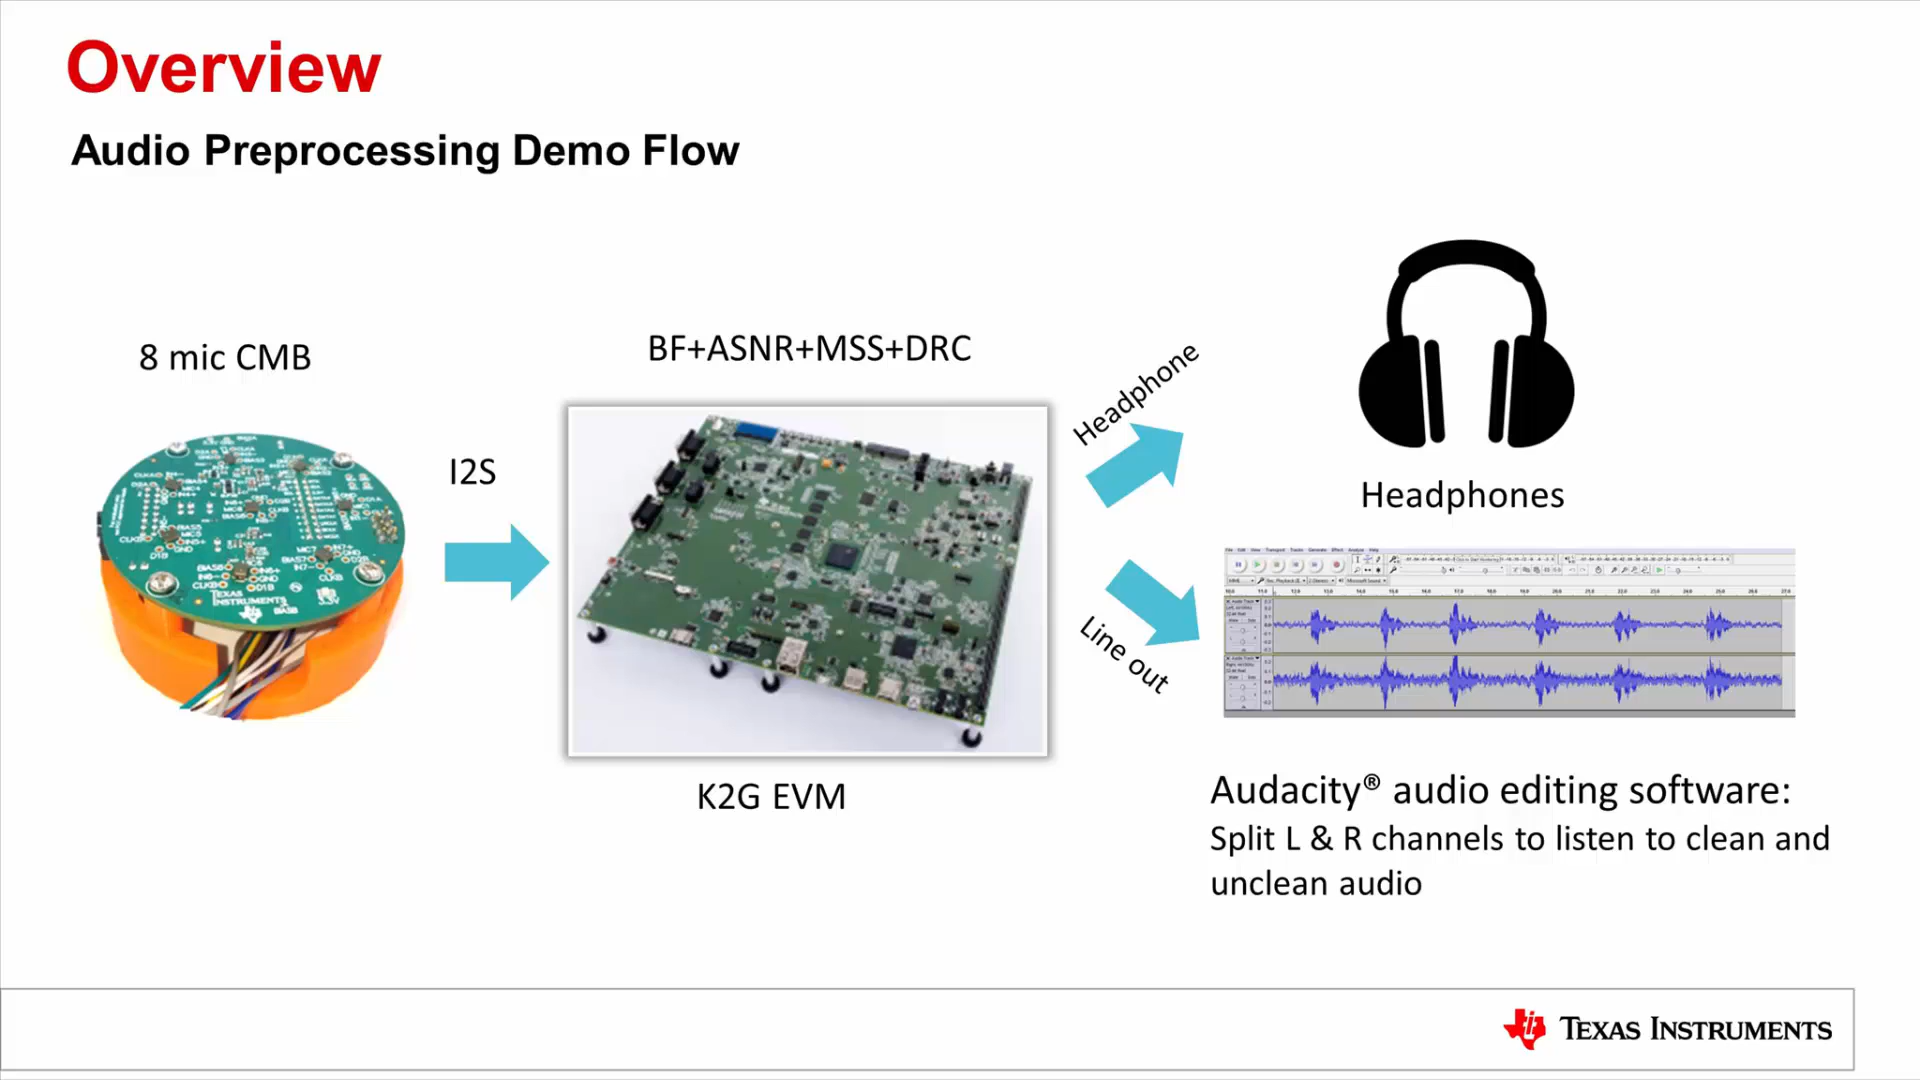 Overview
Audio Preprocessing Demo Flow
8 mic CMB
I2S
BF+ASNR+MSS+DRC
K2G EVM
Headphone
Line out
Headphones
Audacity® audio editing software:
Split L & R channels to listen to clean and
unclean audio
TEXAS INSTRUMENTS